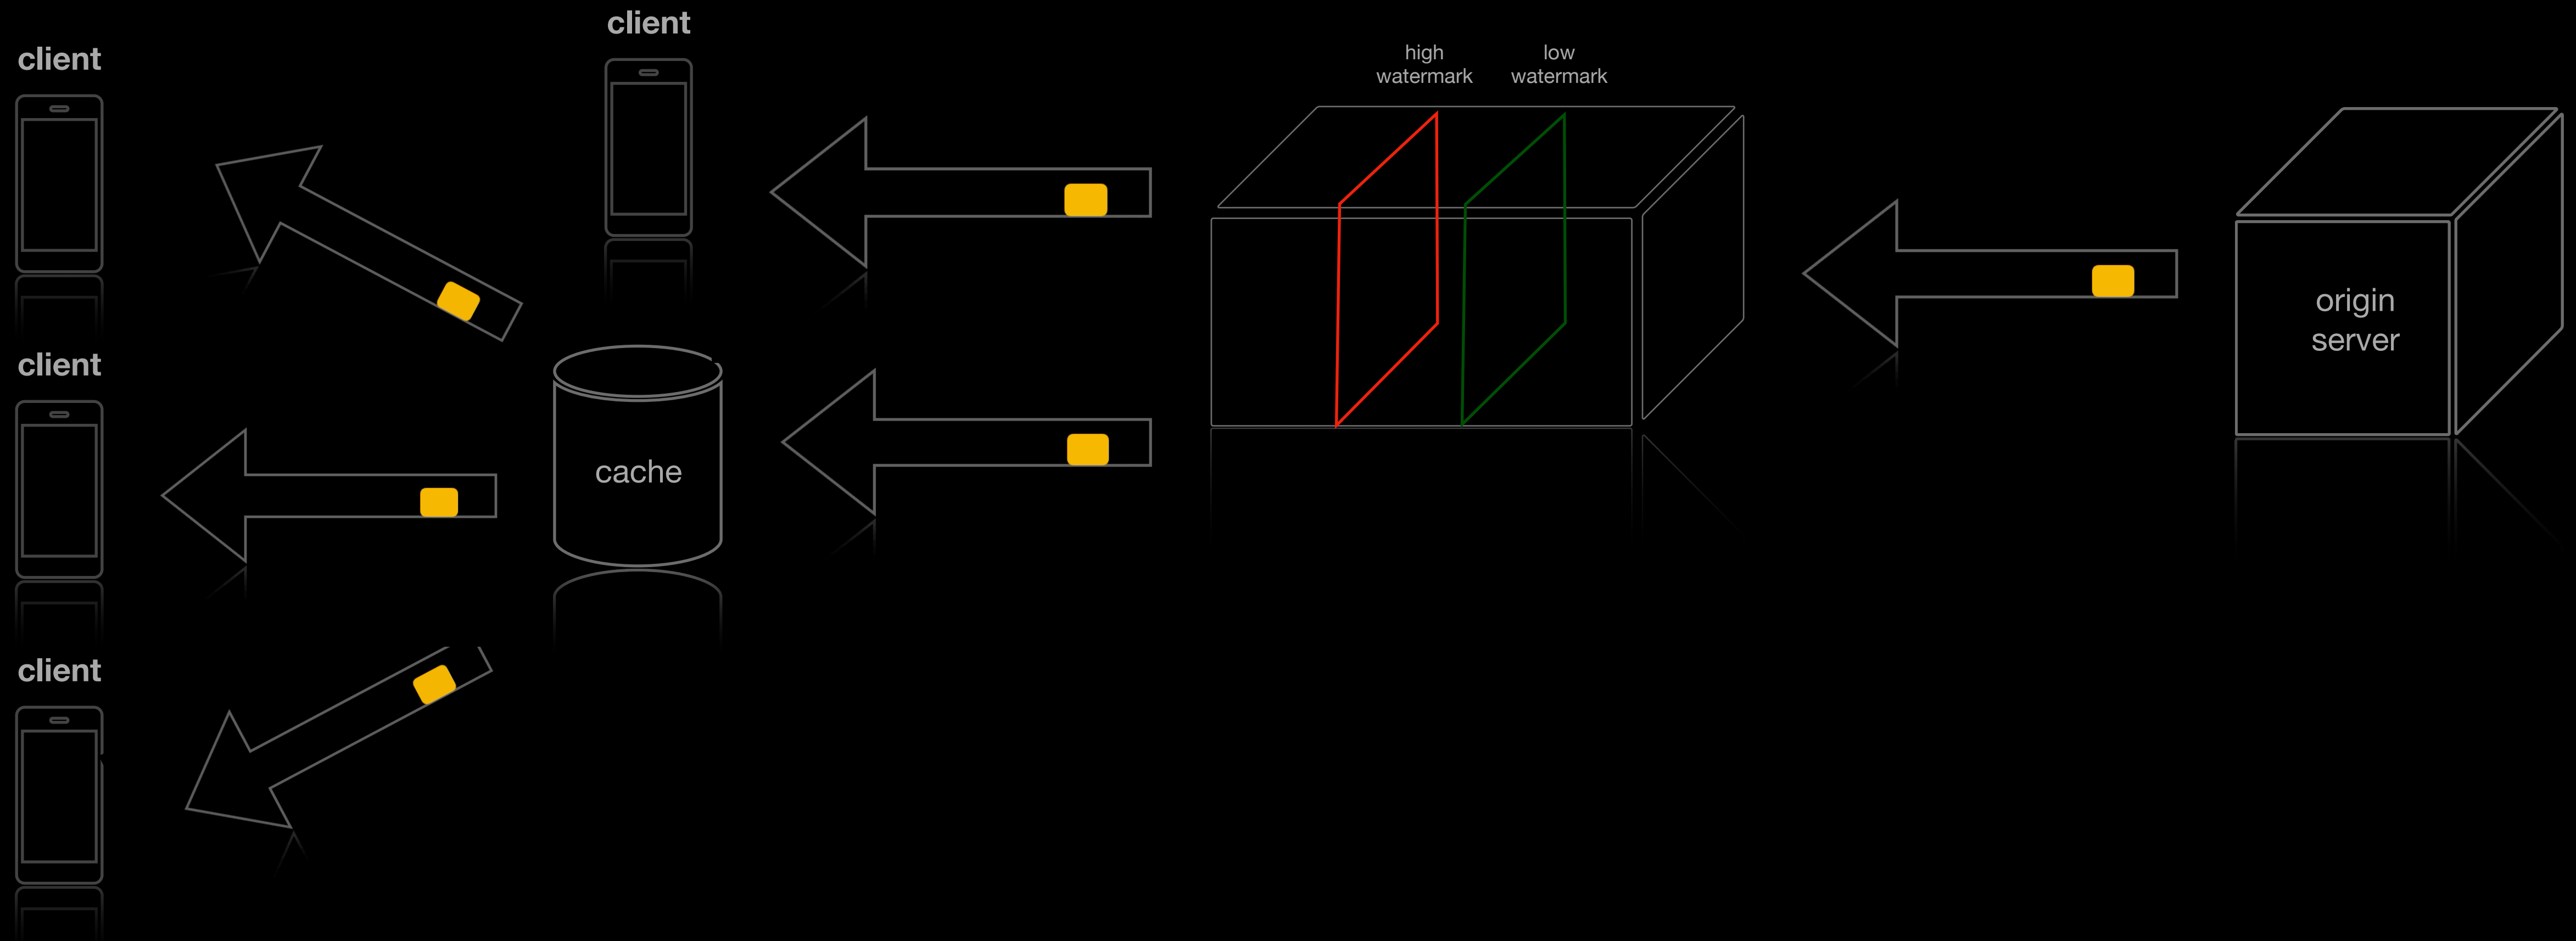 client
client
high
watermark
low
watermark
origin
server
client
cache
client